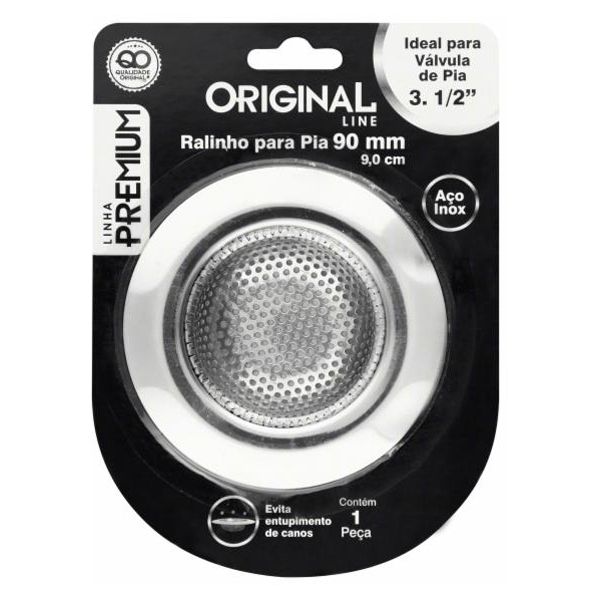 QO
QUALIDADE
ORIGINAL
LINHA
PREMIUM
ORIGINAL
LINE
Ralinho para Pia 90 mm
9,0 cm
Ideal para
Válvula
de Pia
3. 1/2”
Aço
Inox
Evita
entupimento
de canos
Contém
1
Peça